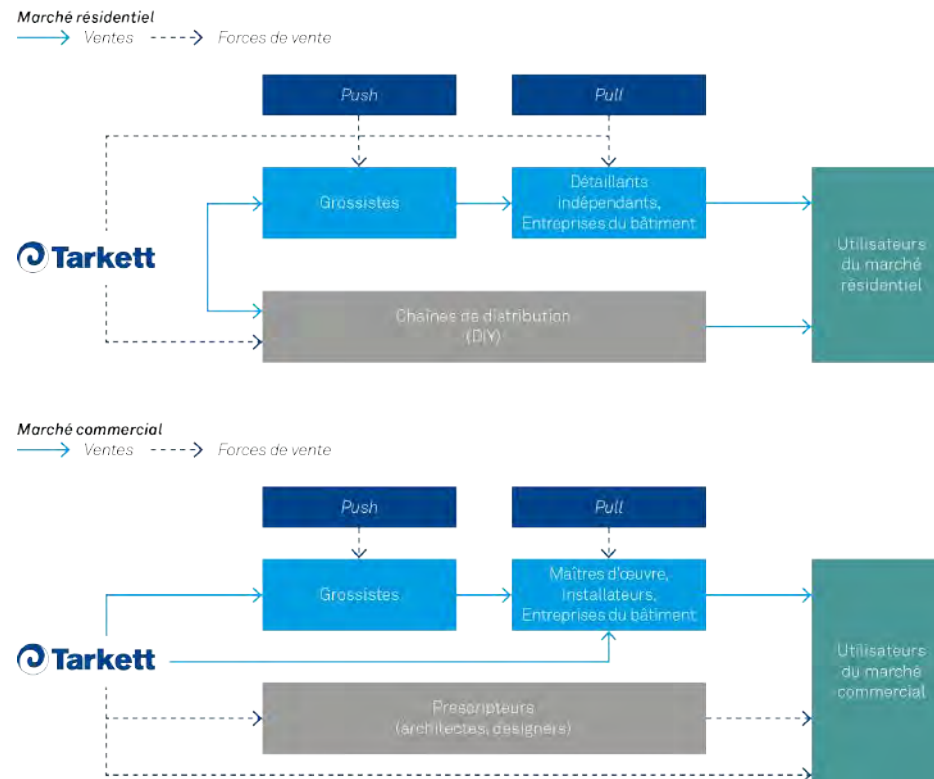 Marché résidentiel
Ventes Forces de vente
Push Pull
Grossistes
Détaillants
indépendants,
Entreprises du bâtiment
Tarkett
Utilisateurs
du marché
résidentiel
Chaînes de distribution
(DIY)
Marché commercial
Ventes Forces de vente
Push Pull
Grossistes
Maîtres d'œuvre,
Installateurs,
Entreprises du bâtiment
Tarkett
Utilisateurs
du marché
commercial
Prescripteurs
(architectes, designers)